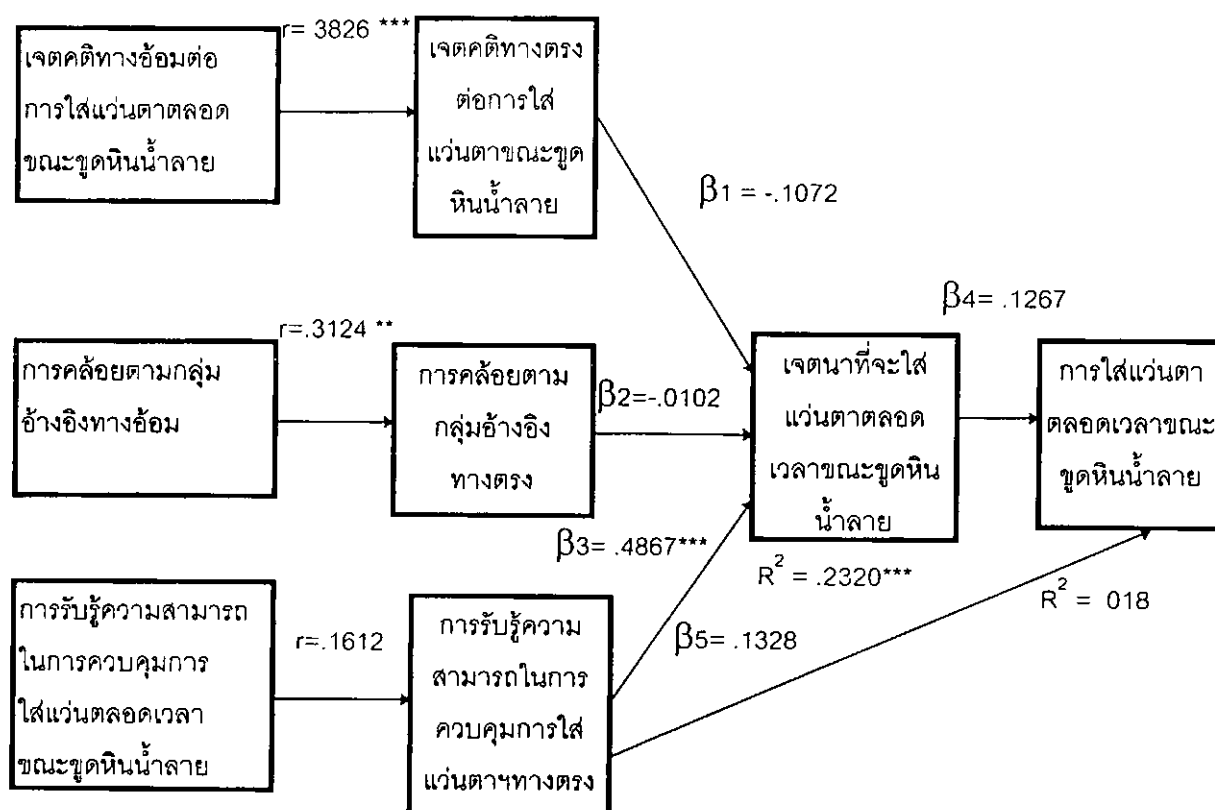 r= 3826 ***
เจตคติทางอ้อมต่อ
การใส่แว่นตาตลอด
ขณะขูดหินน้ำลาย
เจตคติทางตรง
ต่อการใส่
แว่นตาขณะขูด
หินน้ำลาย
β1 = -.1072
r=.3124 **
การคล้อยตามกลุ่ม
อ้างอิงทางอ้อม
การคล้อยตาม
กลุ่มอ้างอิง
ทางตรง
β2=-.0102
เจตนาที่จะใส่
แว่นตาตลอด
เวลาขณะขูดหิน
น้ำลาย
R² = .2320***
β4= .1267
การใส่แว่นตา
ตลอดเวลาขณะ
ขูดหินน้ำลาย
R² = 018
β3= .4867***
r=.1612
การรับรู้ความสามารถ
ในการควบคุมการ
ใส่แว่นตลอดเวลา
ขณะขูดหินน้ำลาย
การรับรู้ความ
สามารถในการ
ควบคุมการใส่
แว่นตาฯทางตรง
β5= .1328